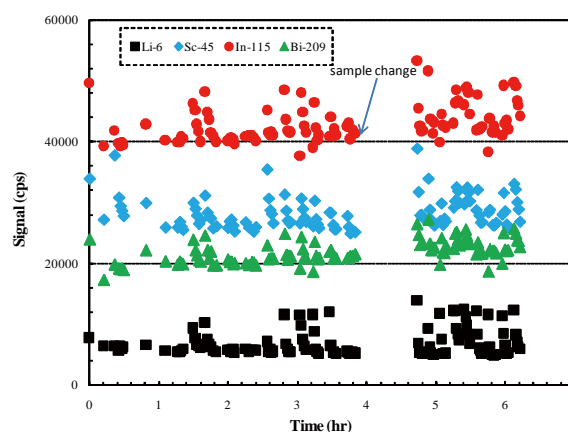 60000
Li-6 Sc-45 In-115 Bi-209
sample change
40000
Signal (cps)
20000
0
0 1 2 3 4 5 6
Time (hr)